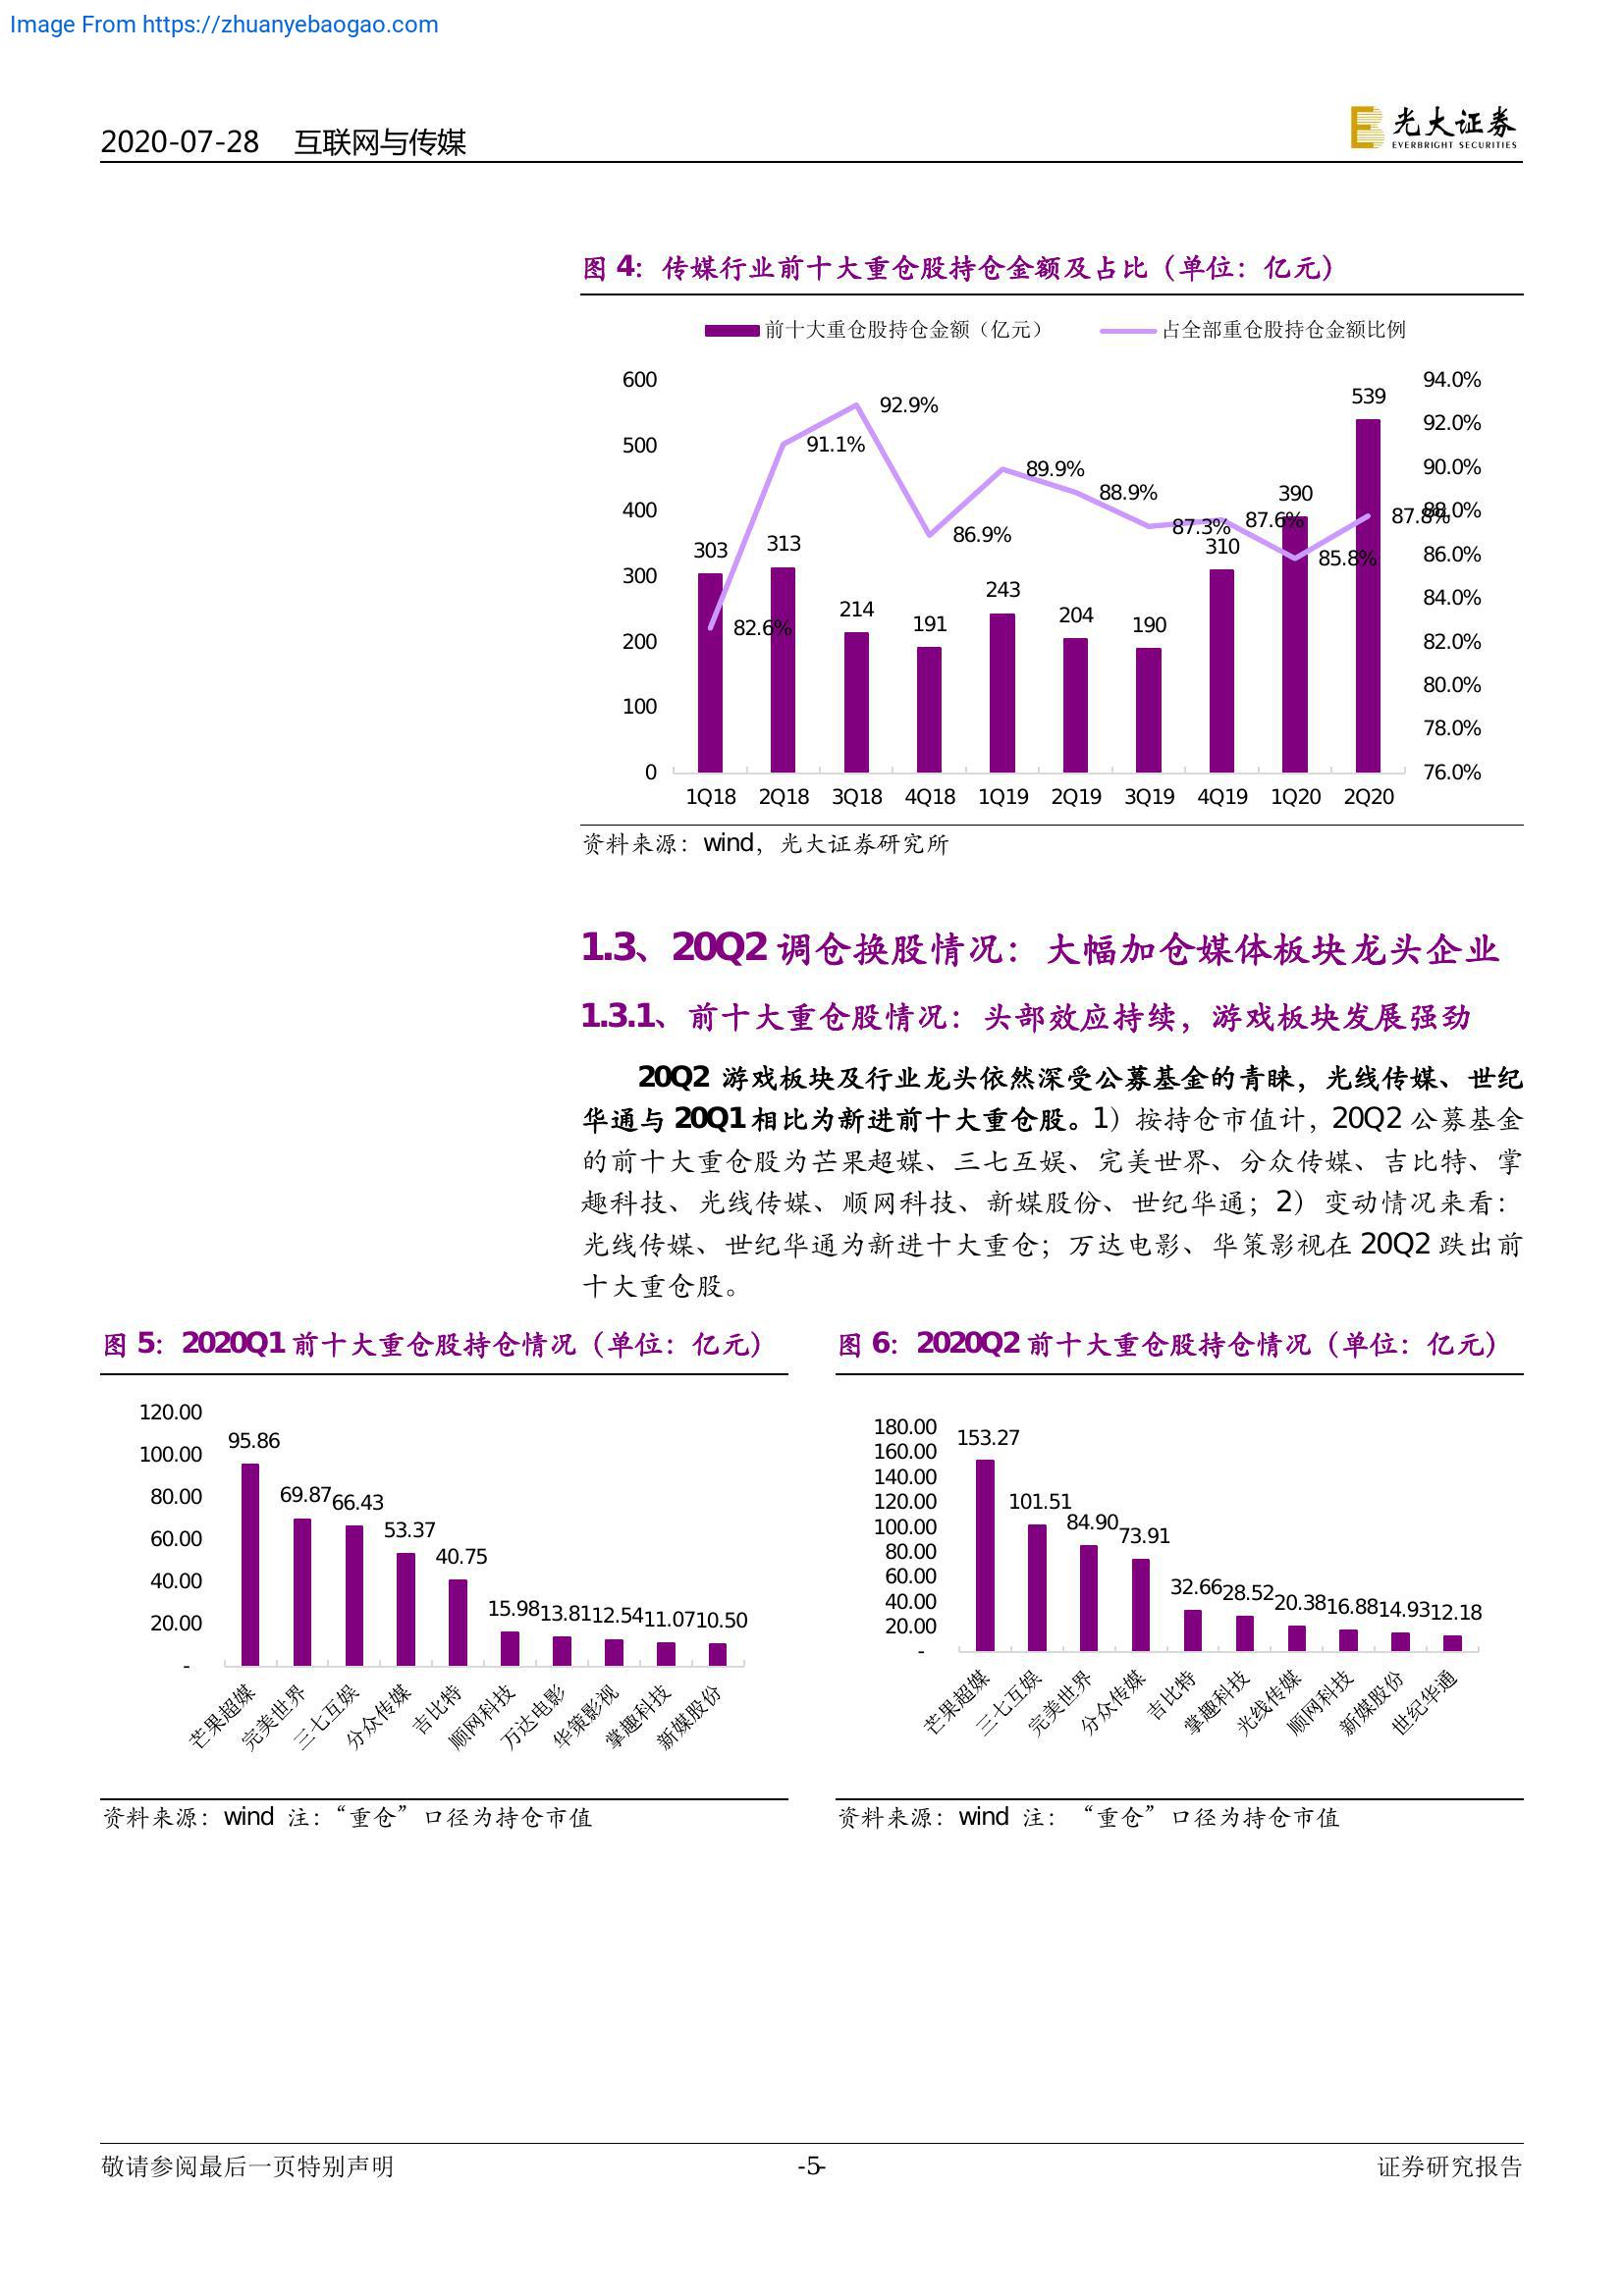 Image From https://zhuanyebaogao.com
2020-07-28 互联网与传媒
光大证券
EVERBRIGHT SECURITIES
图 4：传媒行业前十大重仓股持仓金额及占比（单位：亿元）
前十大重仓股持仓金额（亿元） 占全部重仓股持仓金额比例
600 94.0%
539
92.0%
92.9%
500 91.1% 90.0%
89.9%
88.9%
390
400 87.8% 88.0%
87.3% 87.6%
86.9%
303 313 310 85.8% 86.0%
300
243 84.0%
214 191 204 190
82.6%
200 82.0%
80.0%
100
78.0%
0 76.0%
1Q18 2Q18 3Q18 4Q18 1Q19 2Q19 3Q19 4Q19 1Q20 2Q20
资料来源：wind，光大证券研究所
1.3、20Q2 调仓换股情况：大幅加仓媒体板块龙头企业
1.3.1、前十大重仓股情况：头部效应持续，游戏板块发展强劲
20Q2 游戏板块及行业龙头依然深受公募基金的青睐，光线传媒、世纪
华通与 20Q1 相比为新进前十大重仓股。1）按持仓市值计，20Q2 公募基金
的前十大重仓股为芒果超媒、三七互娱、完美世界、分众传媒、吉比特、掌
趣科技、光线传媒、顺网科技、新媒股份、世纪华通；2）变动情况来看：
光线传媒、世纪华通为新进十大重仓；万达电影、华策影视在 20Q2 跌出前
十大重仓股。
图 5：2020Q1 前十大重仓股持仓情况（单位：亿元）
120.00
100.00
80.00
60.00
40.00
20.00
-
95.86 69.87 66.43 53.37 40.75 15.98 13.81 12.54 11.07 10.50
芒果超媒 完美世界 三七互娱 分众传媒 吉比特 顺网科技 万达电影 华策影视 掌趣科技 新媒股份
资料来源：wind 注：“重仓”口径为持仓市值
图 6：2020Q2 前十大重仓股持仓情况（单位：亿元）
180.00
160.00
140.00
120.00
100.00
80.00
60.00
40.00
20.00
-
153.27 101.51 84.90 73.91 32.66 28.52 20.38 16.88 14.93 12.18
芒果超媒 三七互娱 完美世界 分众传媒 吉比特 掌趣科技 光线传媒 顺网科技 新媒股份 世纪华通
资料来源：wind 注：“重仓”口径为持仓市值
敬请参阅最后一页特别声明 -5- 证券研究报告